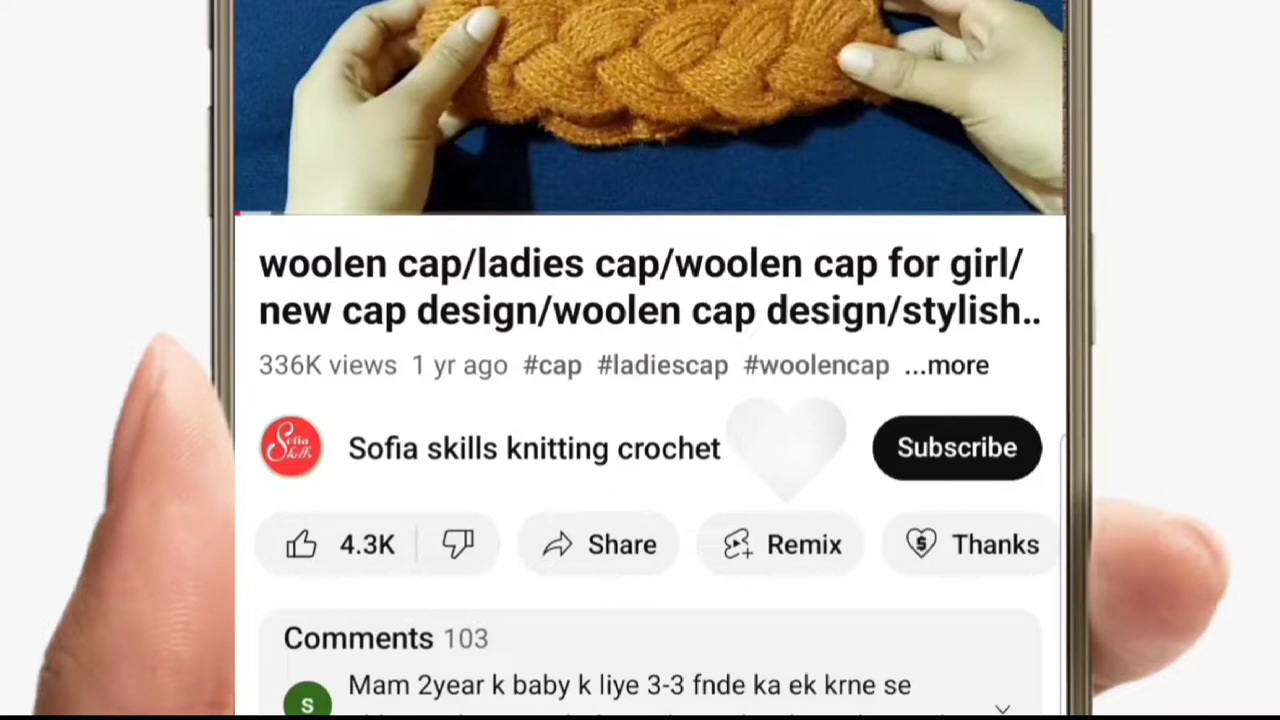 woolen cap/ladies cap/woolen cap for girl/
new cap design/woolen cap design/stylish..
336K views 1 yr ago #cap #ladiescap #woolencap ...more
Sofia Skills
Sofia skills knitting crochet
Subscribe
4.3K Share Remix Thanks
Comments 103
S
Mam 2year k baby k liye 3-3 fnde ka ek krne se